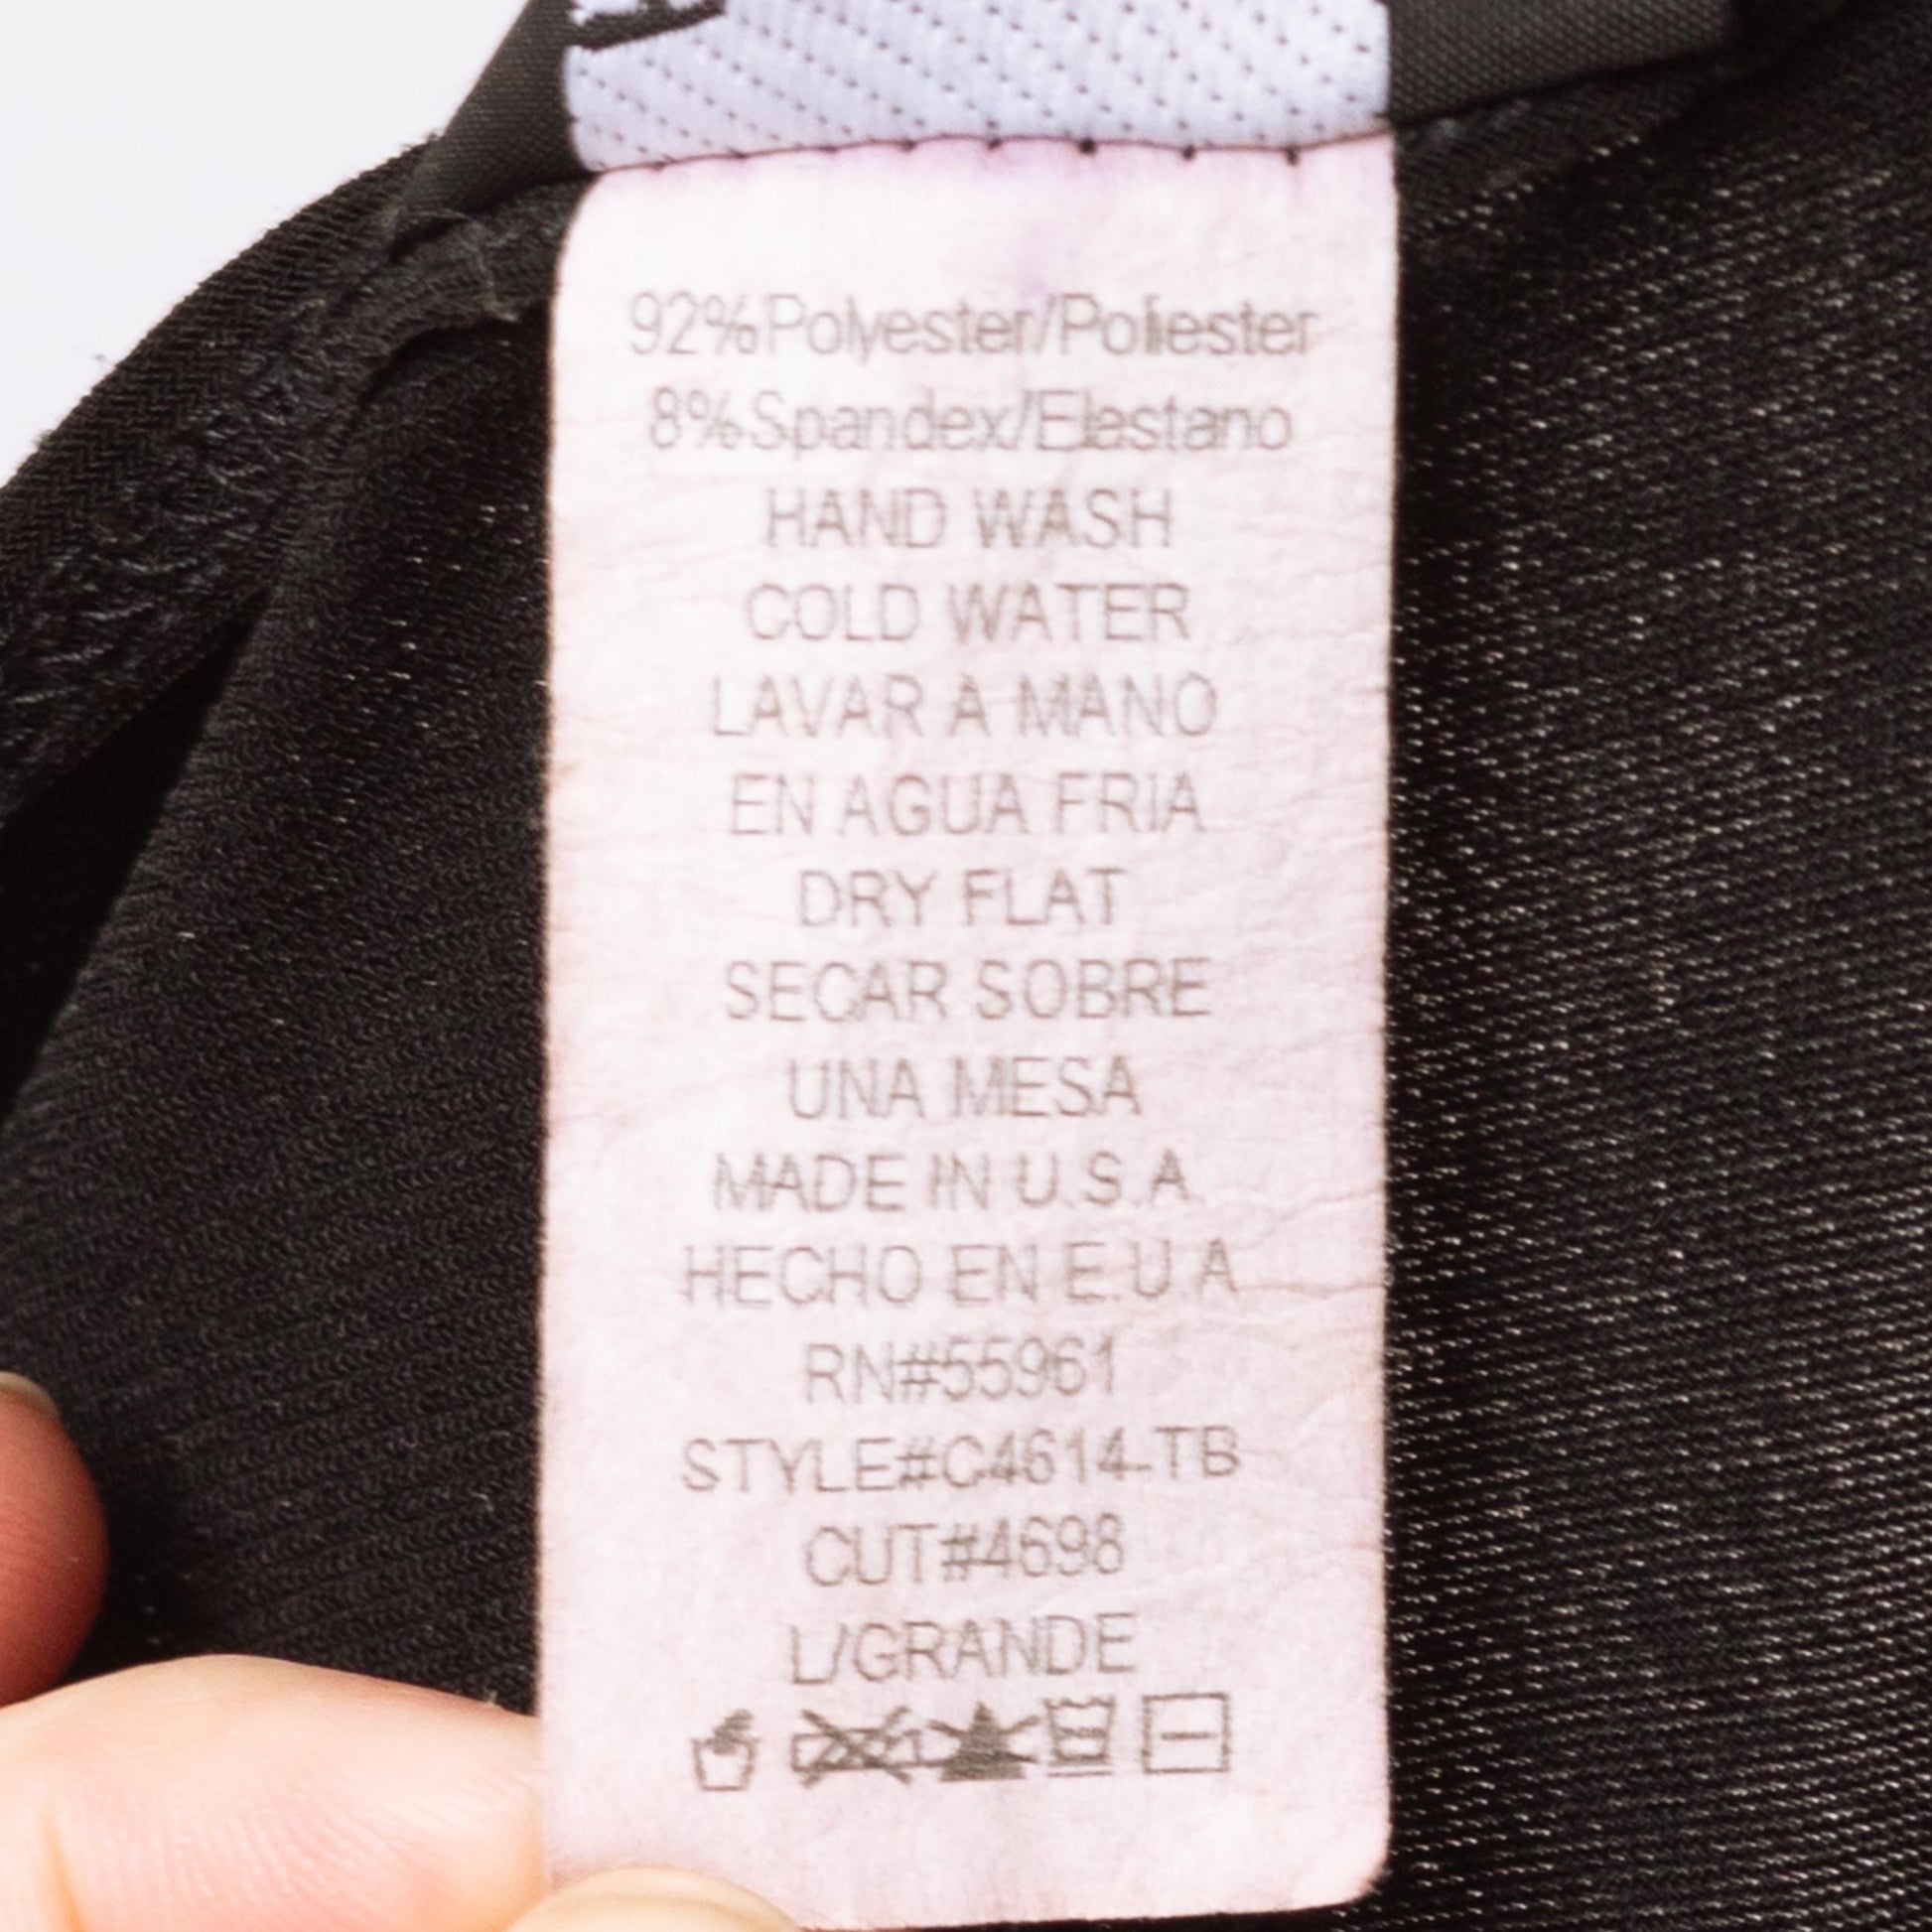 92%Polyester/Poliester
8%Spandex/Elastano
HAND WASH
COLD WATER
LAVAR A MANO
EN AGUA FRIA
DRY FLAT
SECAR SOBRE
UNA MESA
MADE IN U.S.A.
HECHO EN E.U.A
RN#55961
STYLE#C4614-TB
CUT#4698
L/GRANDE